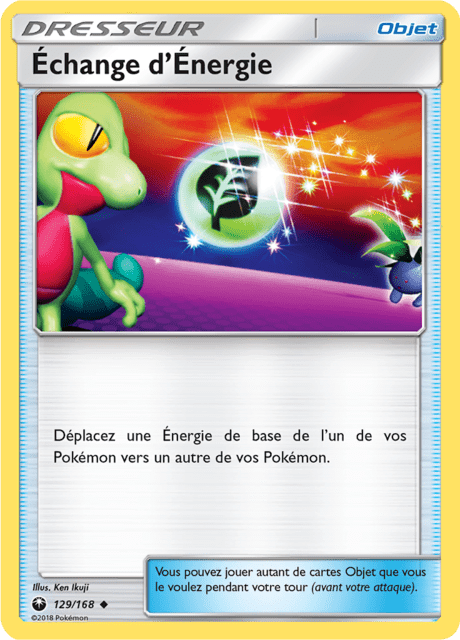 DRESSEUR
Objet
Échange d’Énergie
Déplacez une Énergie de base de l’un de vos
Pokémon vers un autre de vos Pokémon.
Vous pouvez jouer autant de cartes Objet que vous
le voulez pendant votre tour (avant votre attaque).
Illus. Ken Ikuji
129/168
©2018 Pokémon